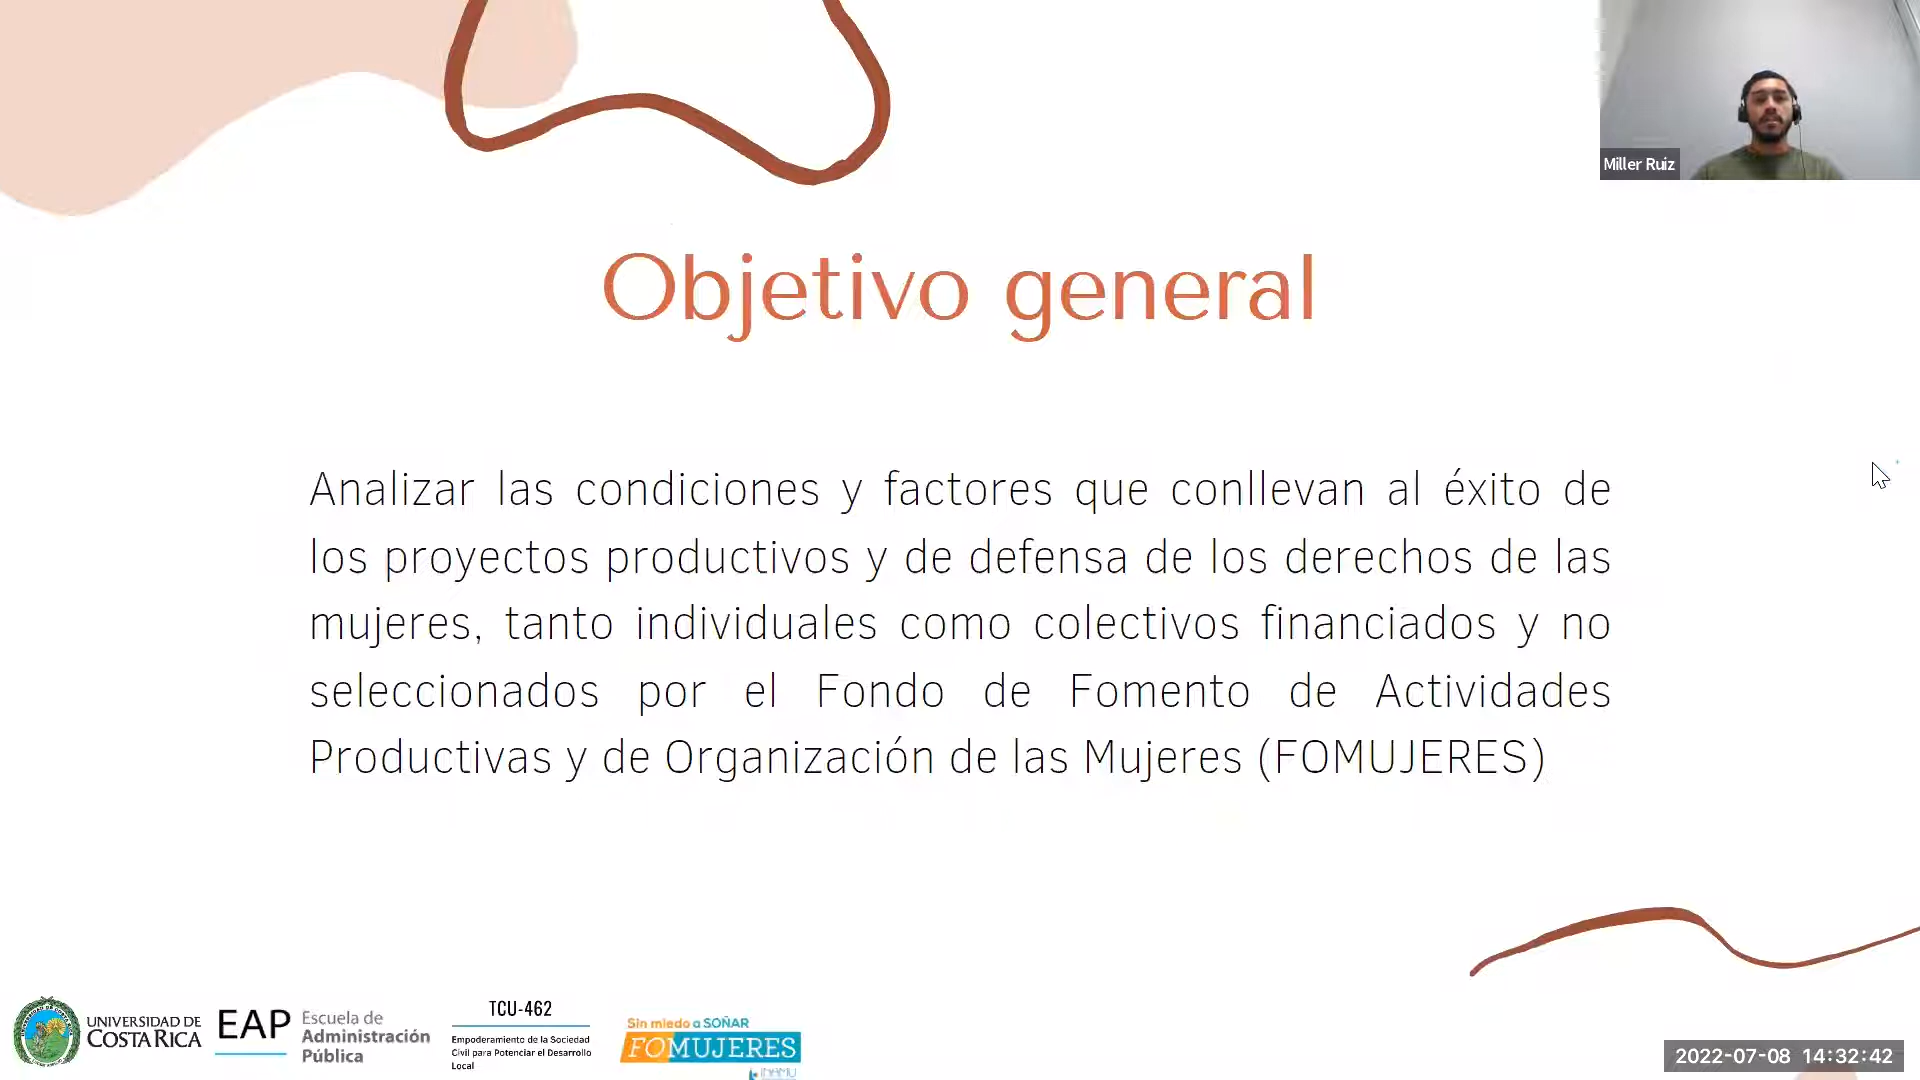 Miller Ruiz
Objetivo general
Analizar las condiciones y factores que conllevan al éxito de
los proyectos productivos y de defensa de los derechos de las
mujeres, tanto individuales como colectivos financiados y no
seleccionados por el Fondo de Fomento de Actividades
Productivas y de Organización de las Mujeres (FOMUJERES)
UNIVERSIDAD DE
COSTA RICA
EAP
Escuela de
Administración
Pública
TCU-462
Empoderamiento de la Sociedad
Civil para Potenciar el Desarrollo
Local
Sin miedo a SOÑAR
FOMUJERES
INAMU
2022-07-08 14:32:42